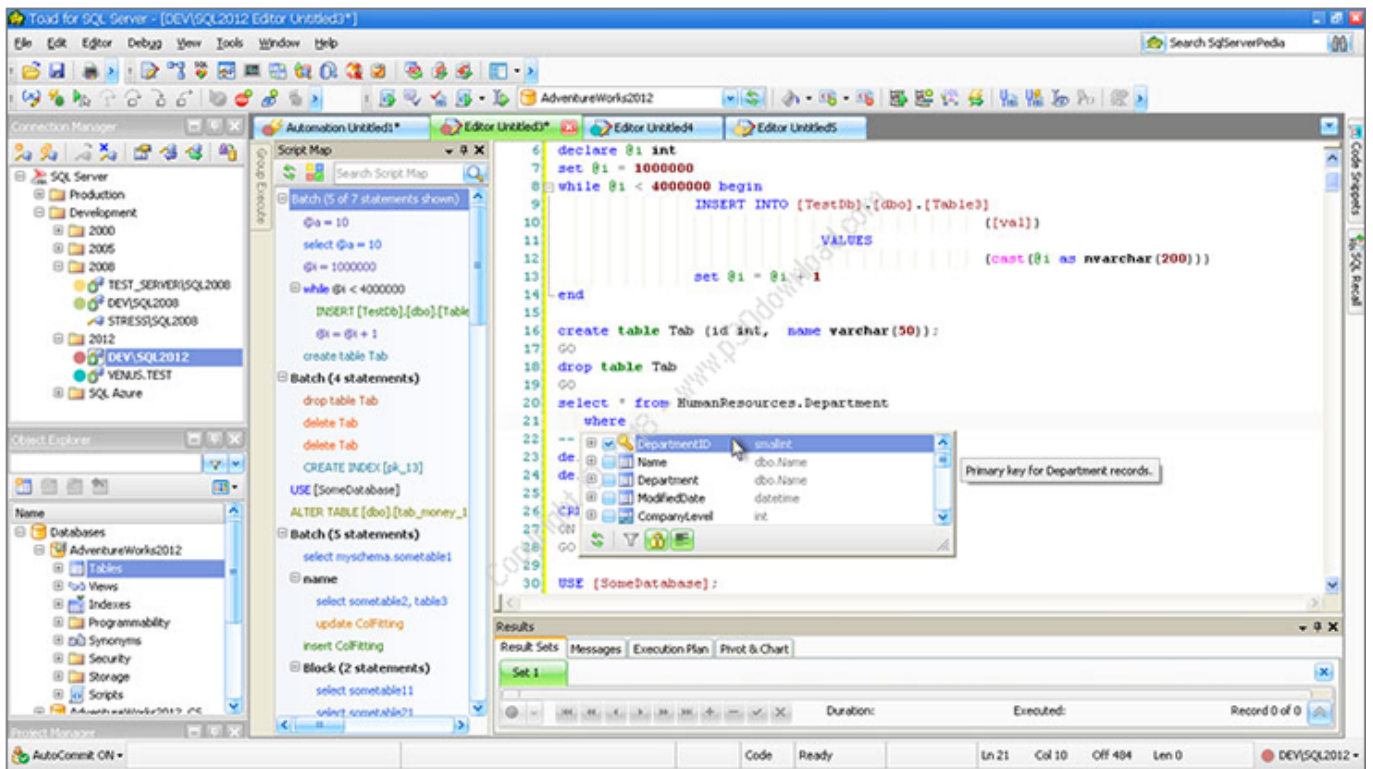 Toad for SQL Server - [DEV\SQL2012 Editor Untitled3*]
File Edit Editor Debug View Tools Window Help
Search SqlServerPedia
AdventureWorks2012
Connection Manager
SQL Server
Production
Development
2000
2005
2008
TEST_SERVER\SQL2008
DEV\SQL2008
STRESS\SQL2008
2012
DEV\SQL2012
VENUS.TEST
SQL Azure
Object Explorer
Name
Databases
AdventureWorks2012
Tables
Views
Indexes
Programmability
Synonyms
Security
Storage
Scripts
AdventureWorks2012_CS
Project Manager
Group Execute
Automation Untitled1* Editor Untitled3* Editor Untitled4 Editor Untitled5
Script Map
Search Script Map
Batch (5 of 7 statements shown)
@a = 10
select @a = 10
@i = 1000000
while @i < 4000000
INSERT [TestDb].[dbo].[Table
@i = @i + 1
create table Tab
Batch (4 statements)
drop table Tab
delete Tab
delete Tab
CREATE INDEX [pk_13]
USE [SomeDatabase]
ALTER TABLE [dbo].[tab_money_1
Batch (5 statements)
select myschema.sometable1
name
select sometable2, table3
update ColFitting
insert ColFitting
Block (2 statements)
select sometable11
select sometable21
6 declare @i int
7 set @i = 1000000
8 while @i < 4000000 begin
9 INSERT INTO [TestDb].[dbo].[Table3]
10 ([val])
11 VALUES
12 (cast(@i as nvarchar(200)))
13 set @i = @i + 1
14 end
15
16 create table Tab (id int, name varchar(50));
17 GO
18 drop table Tab
19 GO
20 select * from HumanResources.Department
21 where
22 --
23 de
24 de
25
26 CRE
27 ON
28 GO
29
30 USE [SomeDatabase];
DepartmentID smallint
Name dbo.Name
Department dbo.Name
ModifiedDate datetime
CompanyLevel int
Primary key for Department records.
Code Snippets
SQL Recall
Results
Result Sets Messages Execution Plan Pivot & Chart
Set 1
Duration: Executed: Record 0 of 0
AutoCommit ON Code Ready Ln 21 Col 10 Off 484 Len 0 DEV\SQL2012